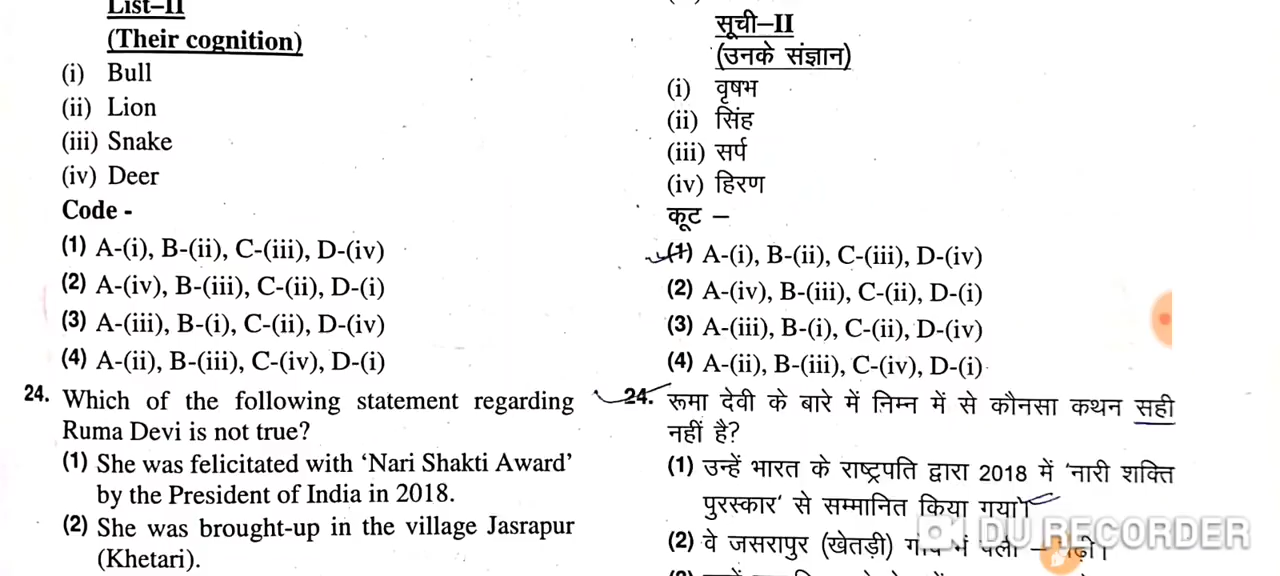 List–II
(Their cognition)
(i) Bull
(ii) Lion
(iii) Snake
(iv) Deer
Code -
(1) A-(i), B-(ii), C-(iii), D-(iv)
(2) A-(iv), B-(iii), C-(ii), D-(i)
(3) A-(iii), B-(i), C-(ii), D-(iv)
(4) A-(ii), B-(iii), C-(iv), D-(i)
24. Which of the following statement regarding
Ruma Devi is not true?
(1) She was felicitated with ‘Nari Shakti Award’
by the President of India in 2018.
(2) She was brought-up in the village Jasrapur
(Khetari).
सूची–II
(उनके संज्ञान)
(i) वृषभ
(ii) सिंह
(iii) सर्प
(iv) हिरण
कूट –
(1) A-(i), B-(ii), C-(iii), D-(iv)
(2) A-(iv), B-(iii), C-(ii), D-(i)
(3) A-(iii), B-(i), C-(ii), D-(iv)
(4) A-(ii), B-(iii), C-(iv), D-(i)
24. रूमा देवी के बारे में निम्न में से कौनसा कथन सही
नहीं है?
(1) उन्हें भारत के राष्ट्रपति द्वारा 2018 में ‘नारी शक्ति
पुरस्कार‘ से सम्मानित किया गया।
(2) वे जसरापुर (खेतड़ी)
DU RECORDER